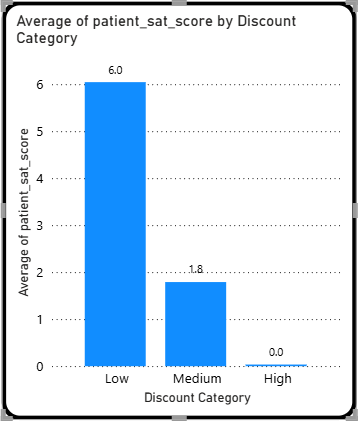 Average of patient_sat_score by Discount
Category
6.0
6
5
4
3
2
1.8
1
0.0
0
Average of patient_sat_score
Low Medium High
Discount Category